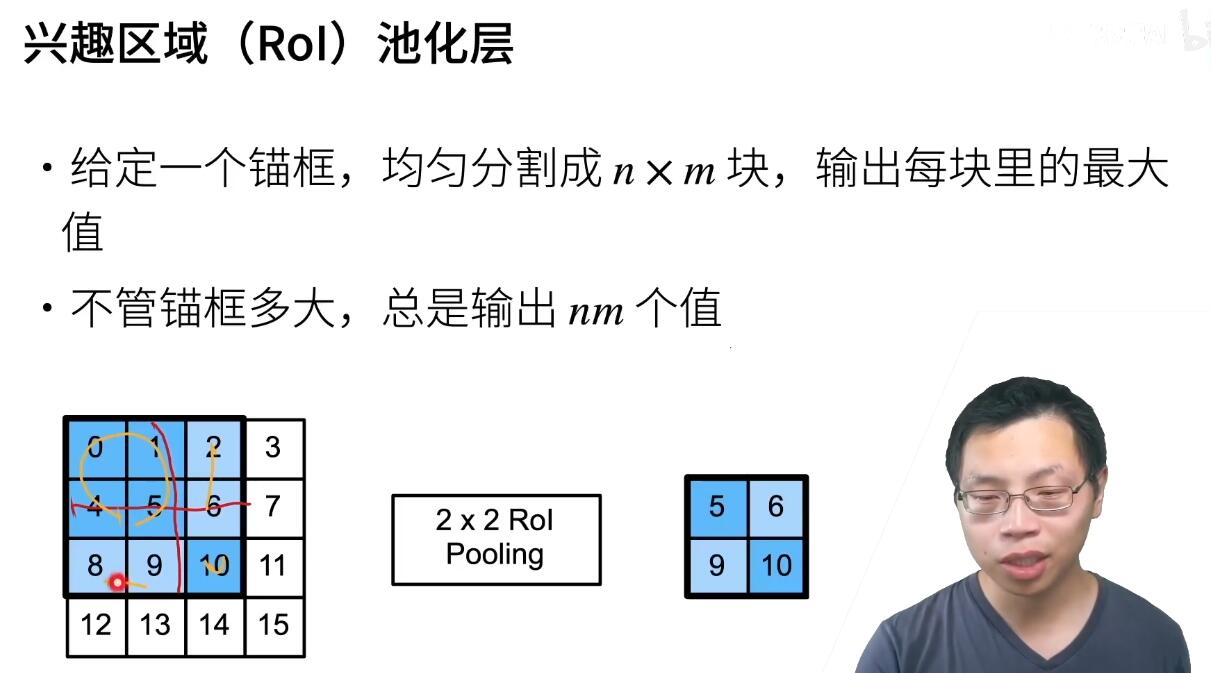 兴趣区域（RoI）池化层
• 给定一个锚框，均匀分割成 n × m 块，输出每块里的最大
值
• 不管锚框多大，总是输出 nm 个值
0 1 2 3
4 5 6 7
8 9 10 11
12 13 14 15
2 x 2 RoI
Pooling
5 6
9 10